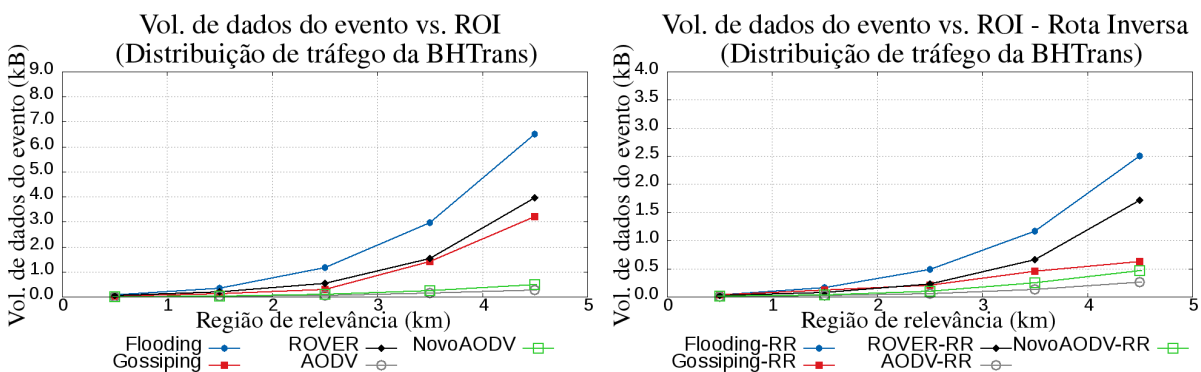 Vol. de dados do evento vs. ROI
(Distribuição de tráfego da BHTrans)
Vol. de dados do evento (kB)
9.0
8.0
7.0
6.0
5.0
4.0
3.0
2.0
1.0
0.0
0 1 2 3 4 5
Região de relevância (km)
Flooding ROVER NovoAODV
Gossiping AODV
Vol. de dados do evento vs. ROI - Rota Inversa
(Distribuição de tráfego da BHTrans)
Vol. de dados do evento (kB)
4.0
3.5
3.0
2.5
2.0
1.5
1.0
0.5
0.0
0 1 2 3 4 5
Região de relevância (km)
Flooding-RR ROVER-RR NovoAODV-RR
Gossiping-RR AODV-RR